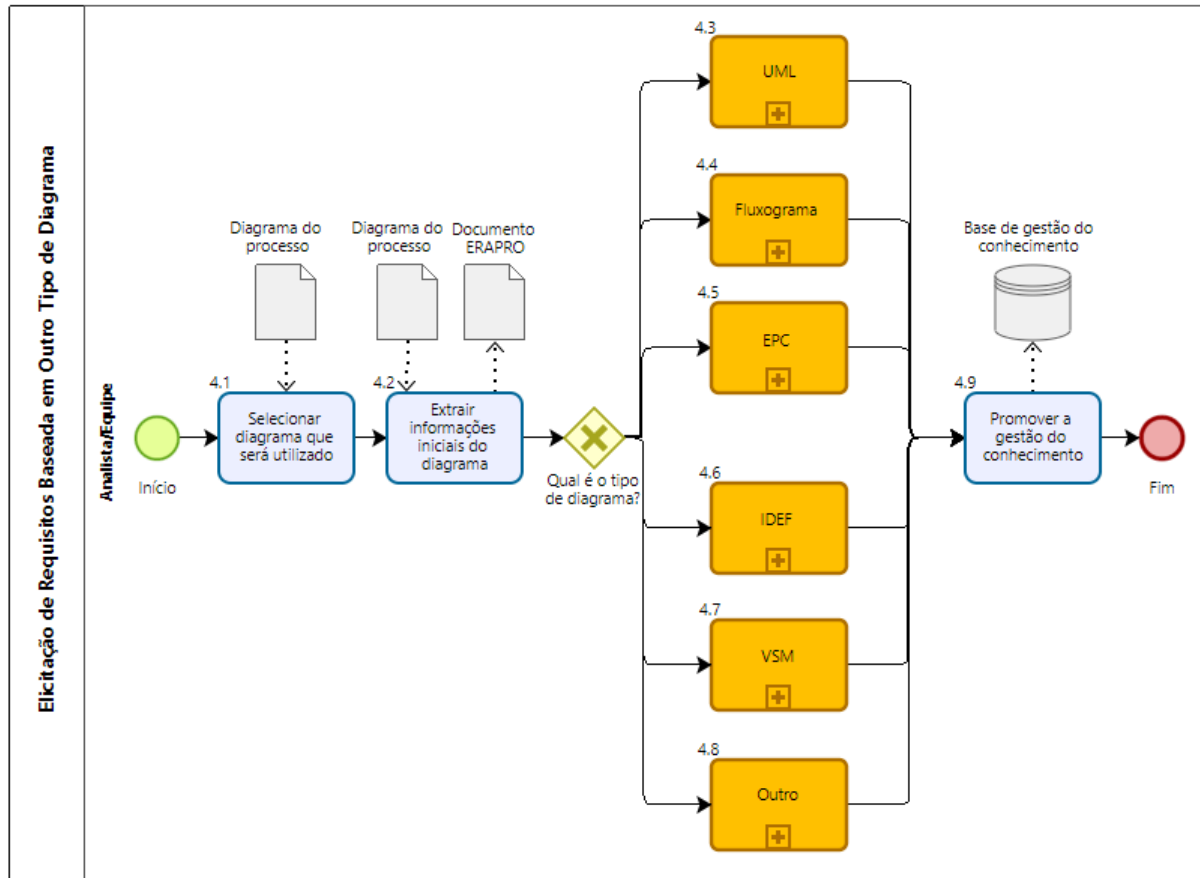 Elicitação de Requisitos Baseada em Outro Tipo de Diagrama
Analista/Equipe
Início
4.1
Diagrama do
processo
Selecionar
diagrama que
será utilizado
4.2
Diagrama do
processo
Documento
ERAPRO
Extrair
informações
iniciais do
diagrama
Qual é o tipo
de diagrama?
4.3
UML
4.4
Fluxograma
4.5
EPC
4.6
IDEF
4.7
VSM
4.8
Outro
Base de gestão do
conhecimento
4.9
Promover a
gestão do
conhecimento
Fim